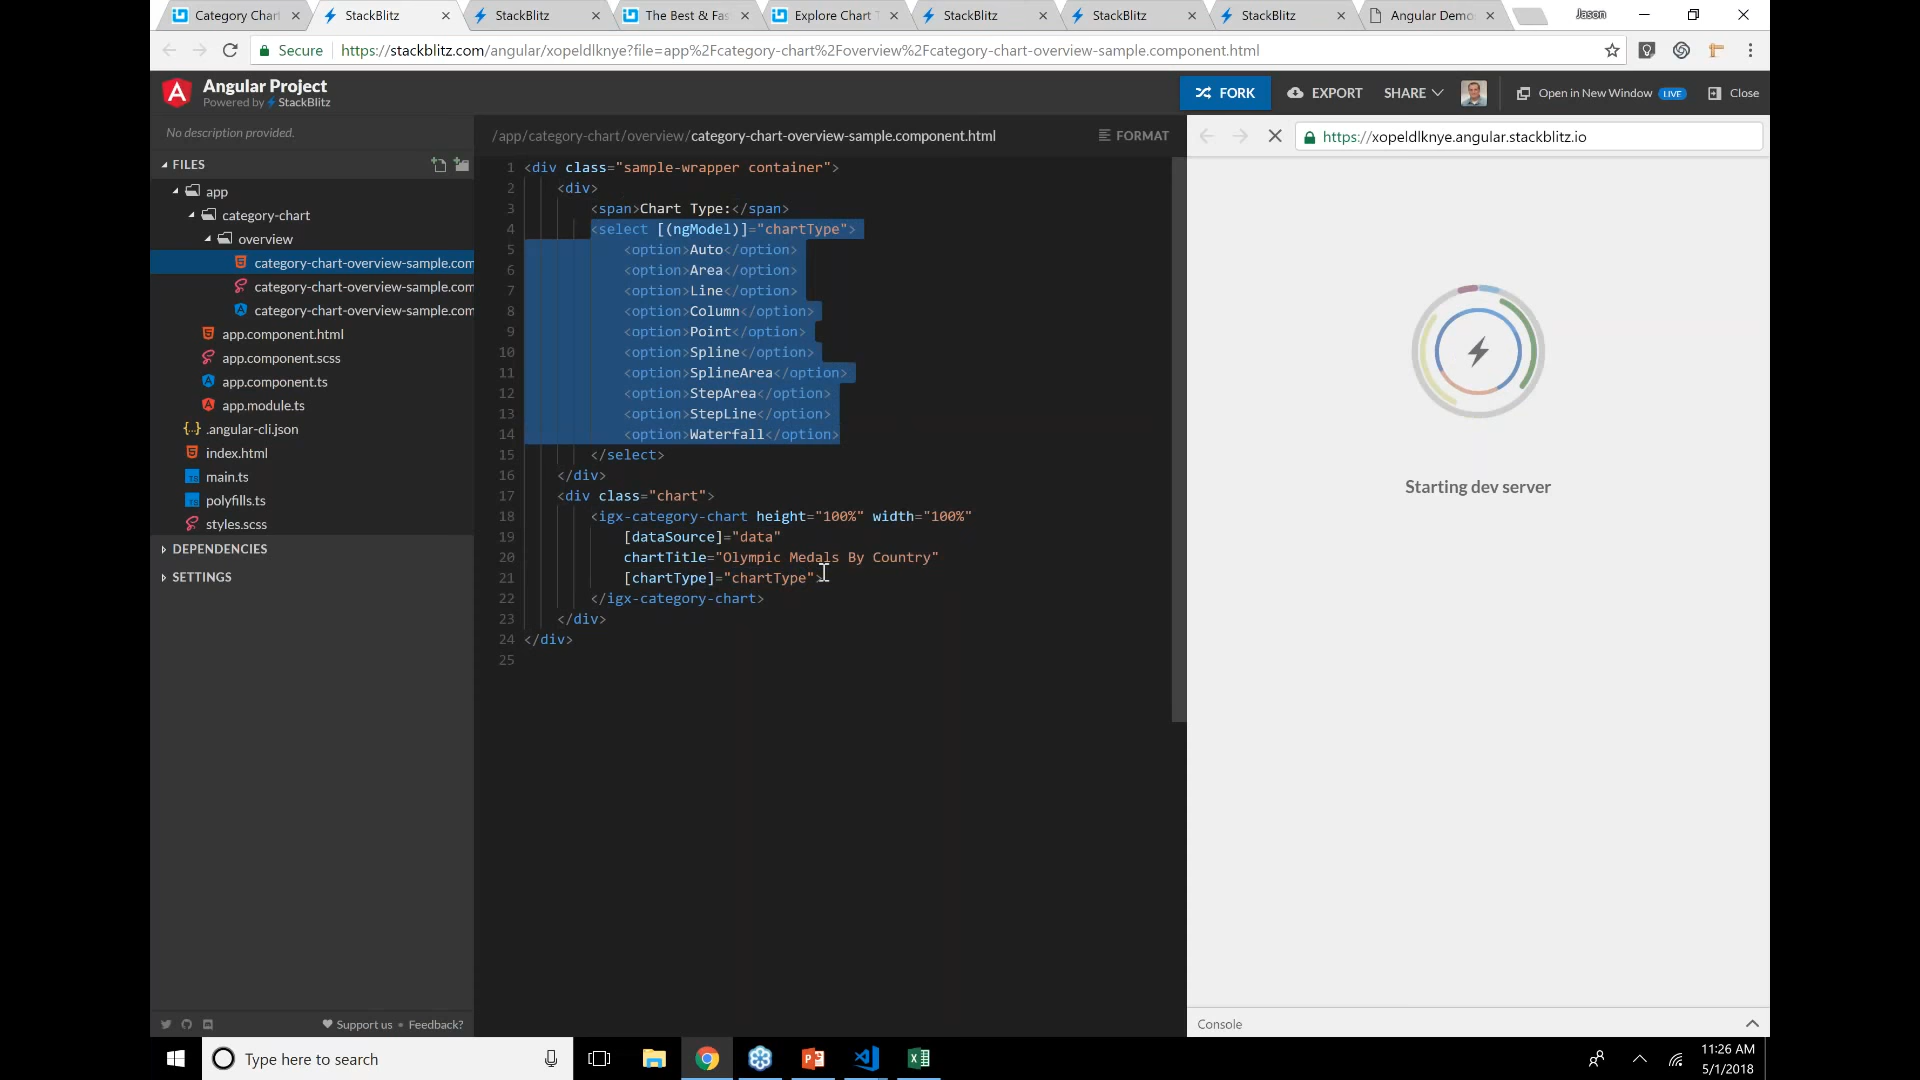 Category Char
StackBlitz
StackBlitz
The Best & Fas
Explore Chart T
StackBlitz
StackBlitz
StackBlitz
Angular Demo
Jason
Secure
https://stackblitz.com/angular/xopeldlknye?file=app%2Fcategory-chart%2Foverview%2Fcategory-chart-overview-sample.component.html
Angular Project
Powered by StackBlitz
FORK
EXPORT
SHARE
Open in New Window LIVE
Close
No description provided.
FILES
app
category-chart
overview
category-chart-overview-sample.com
category-chart-overview-sample.com
category-chart-overview-sample.com
app.component.html
app.component.scss
app.component.ts
app.module.ts
.angular-cli.json
index.html
main.ts
polyfills.ts
styles.scss
DEPENDENCIES
SETTINGS
Support us • Feedback?
/app/category-chart/overview/category-chart-overview-sample.component.html
FORMAT
1 <div class="sample-wrapper container">
2 <div>
3 <span>Chart Type:</span>
4 <select [(ngModel)]="chartType">
5 <option>Auto</option>
6 <option>Area</option>
7 <option>Line</option>
8 <option>Column</option>
9 <option>Point</option>
10 <option>Spline</option>
11 <option>SplineArea</option>
12 <option>StepArea</option>
13 <option>StepLine</option>
14 <option>Waterfall</option>
15 </select>
16 </div>
17 <div class="chart">
18 <igx-category-chart height="100%" width="100%"
19 [dataSource]="data"
20 chartTitle="Olympic Medals By Country"
21 [chartType]="chartType">
22 </igx-category-chart>
23 </div>
24 </div>
25
https://xopeldlknye.angular.stackblitz.io
Starting dev server
Console
Type here to search
11:26 AM
5/1/2018